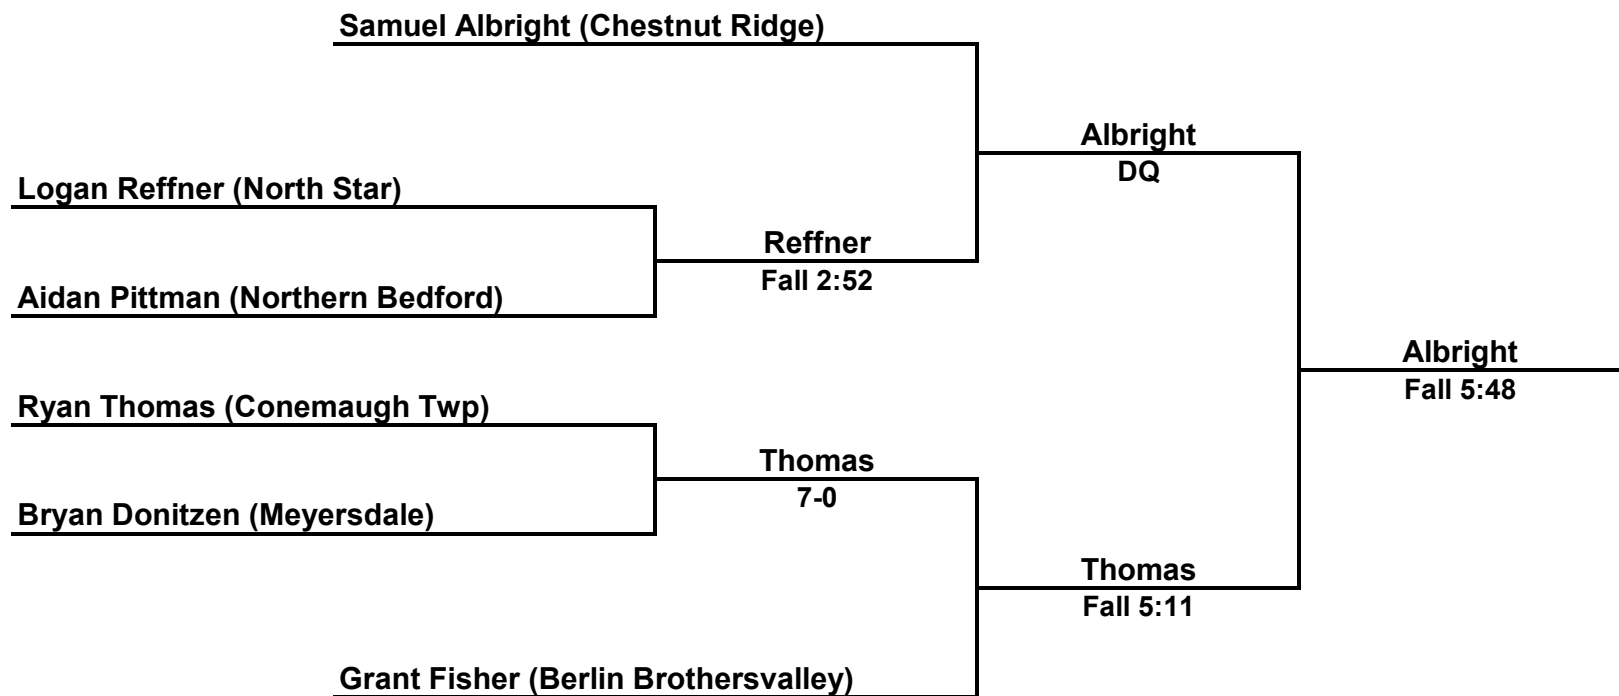 Samuel Albright (Chestnut Ridge)
Albright
DQ
Logan Reffner (North Star)
Reffner
Fall 2:52
Aidan Pittman (Northern Bedford)
Albright
Fall 5:48
Ryan Thomas (Conemaugh Twp)
Thomas
7-0
Bryan Donitzen (Meyersdale)
Thomas
Fall 5:11
Grant Fisher (Berlin Brothersvalley)